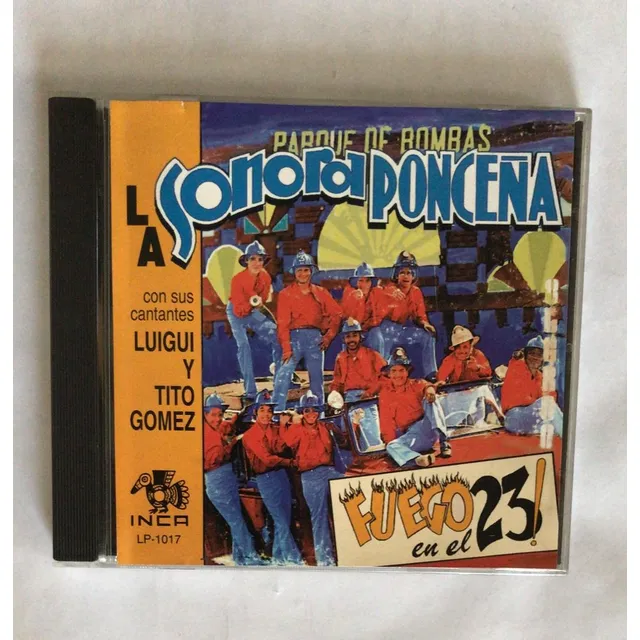 PARQUE DE BOMBAS
LA Sonora PONCEÑA
con sus
cantantes
LUIGUI
Y
TITO
GOMEZ
INCA
LP-1017
FUEGO
en el 23!